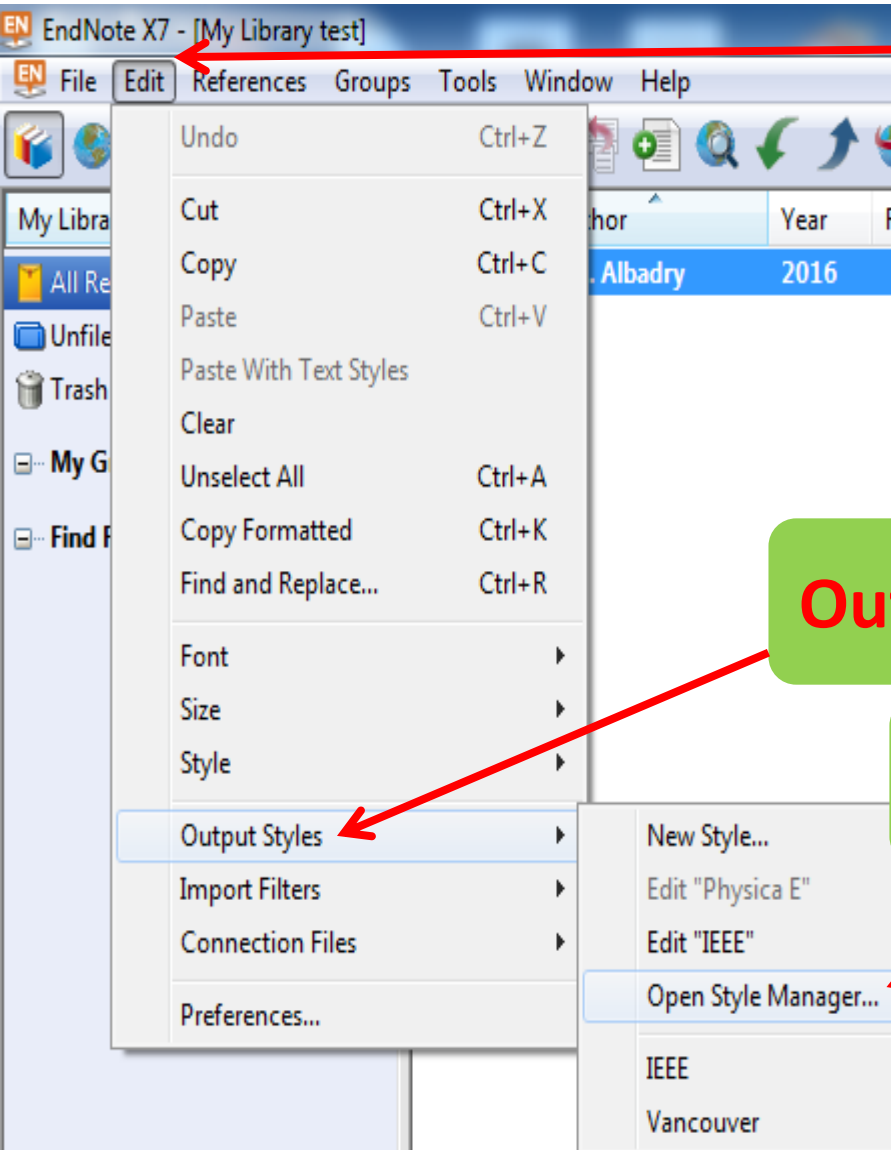 EN EndNote X7 - [My Library test]
EN File Edit References Groups Tools Window Help
My Libra
hor Year
All Re
. Albadry 2016
Unfile
Trash
My G
Find F
Undo Ctrl+Z
Cut Ctrl+X
Copy Ctrl+C
Paste Ctrl+V
Paste With Text Styles
Clear
Unselect All Ctrl+A
Copy Formatted Ctrl+K
Find and Replace... Ctrl+R
Font
Size
Style
Output Styles
Import Filters
Connection Files
Preferences...
Ou
New Style...
Edit "Physica E"
Edit "IEEE"
Open Style Manager...
IEEE
Vancouver